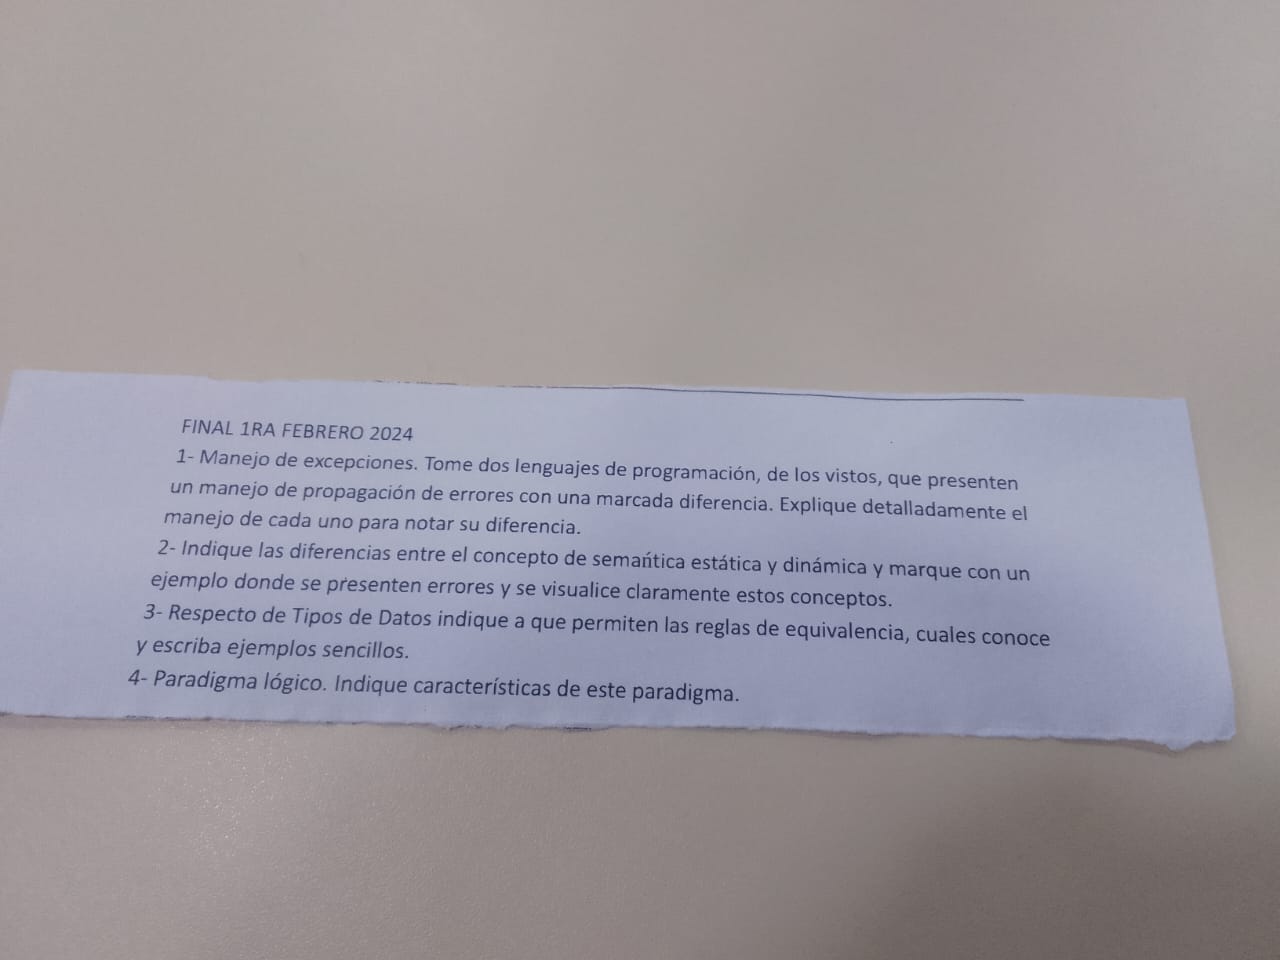 FINAL 1RA FEBRERO 2024
1- Manejo de excepciones. Tome dos lenguajes de programación, de los vistos, que presenten
un manejo de propagación de errores con una marcada diferencia. Explique detalladamente el
manejo de cada uno para notar su diferencia.
2- Indique las diferencias entre el concepto de semántica estática y dinámica y marque con un
ejemplo donde se presenten errores y se visualice claramente estos conceptos.
3- Respecto de Tipos de Datos indique a que permiten las reglas de equivalencia, cuales conoce
y escriba ejemplos sencillos.
4- Paradigma lógico. Indique características de este paradigma.